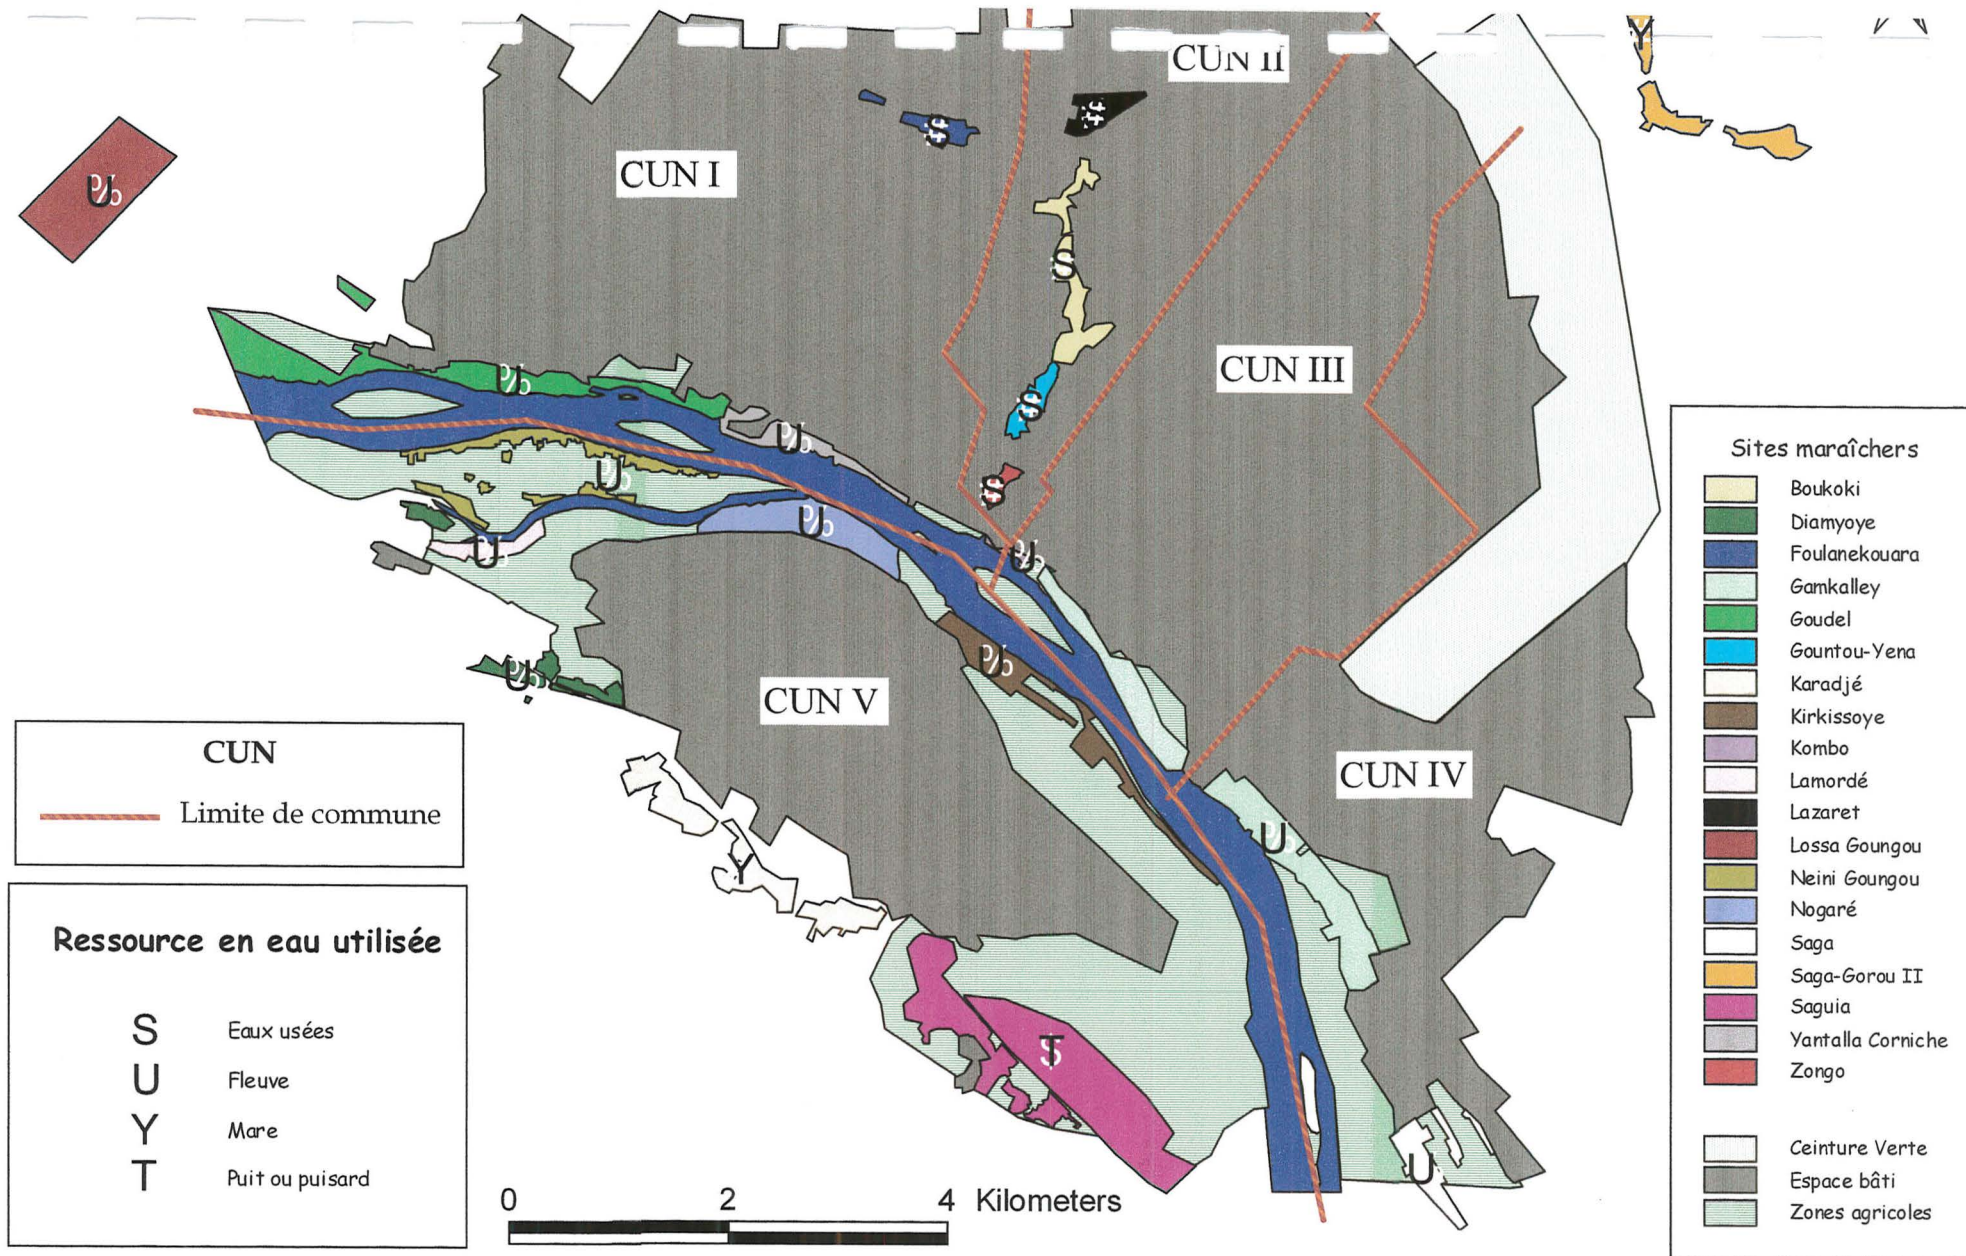 CUN II
CUN I
CUN III
CUN V
CUN IV
Y
U
S
S
S
S
U
U
U
U
U
U
U
U
U
U
Y
T
U
CUN
Limite de commune
Ressource en eau utilisée
S Eaux usées
U Fleuve
Y Mare
T Puit ou puisard
0 2 4 Kilometers
Sites maraîchers
Boukoki
Diamyoye
Foulanekouara
Gamkalley
Goudel
Gountou-Yena
Karadjé
Kirkissoye
Kombo
Lamordé
Lazaret
Lossa Goungou
Neini Goungou
Nogaré
Saga
Saga-Gorou II
Saguia
Yantalla Corniche
Zongo
Ceinture Verte
Espace bâti
Zones agricoles